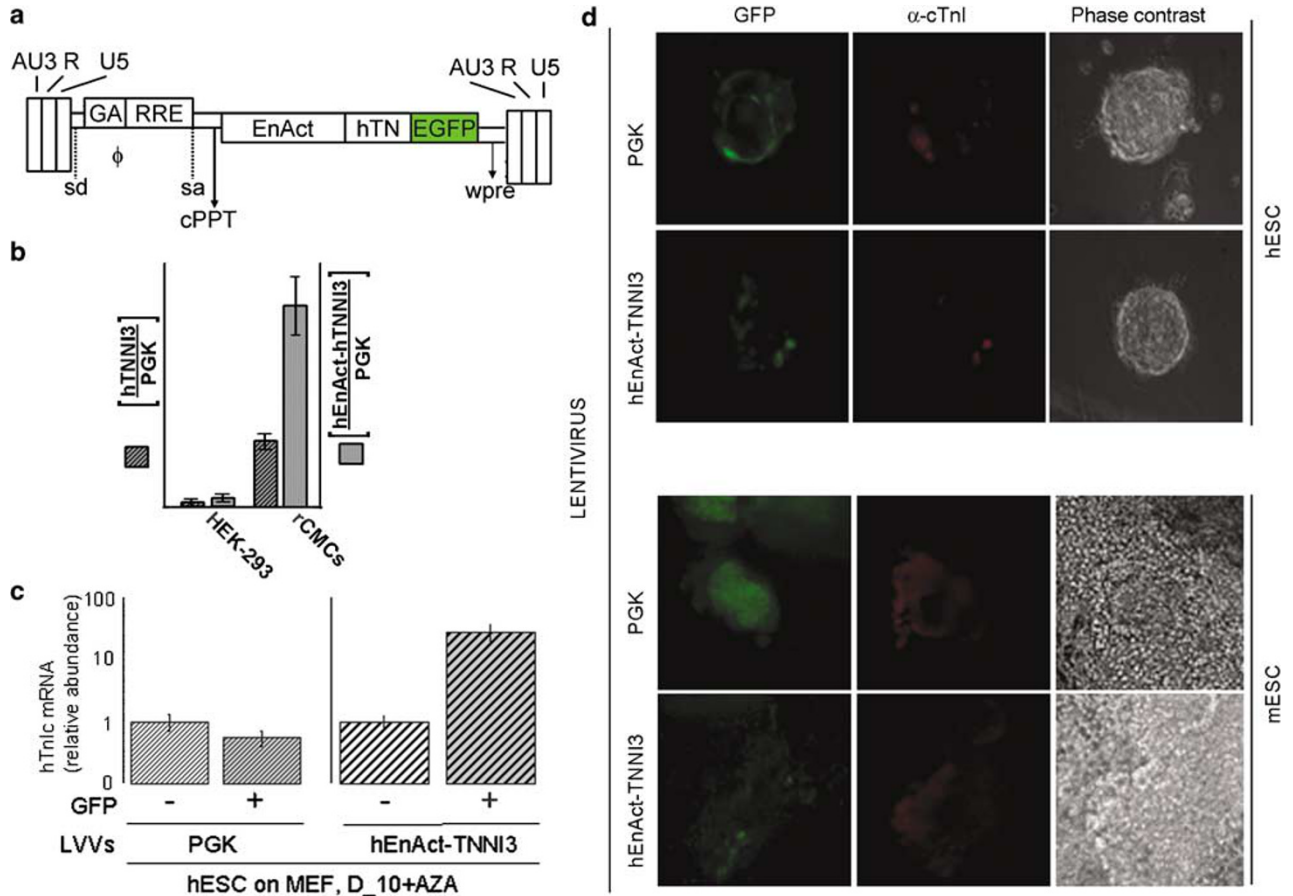 a
AU3 R U5
GA RRE EnAct hTN EGFP
AU3 R U5
ϕ
sd sa
cPPT
wpre
b
[hTNNI3
PGK]
[hEnAct-hTNNI3
PGK]
HEK-293
rCMCs
c
hTnIc mRNA
(relative abundance)
100
10
1
0
GFP - + - +
LVVs PGK hEnAct-TNNI3
hESC on MEF, D_10+AZA
d
GFP α-cTnI Phase contrast
LENTIVIRUS
PGK
hEnAct-TNNI3
hESC
PGK
hEnAct-TNNI3
mESC